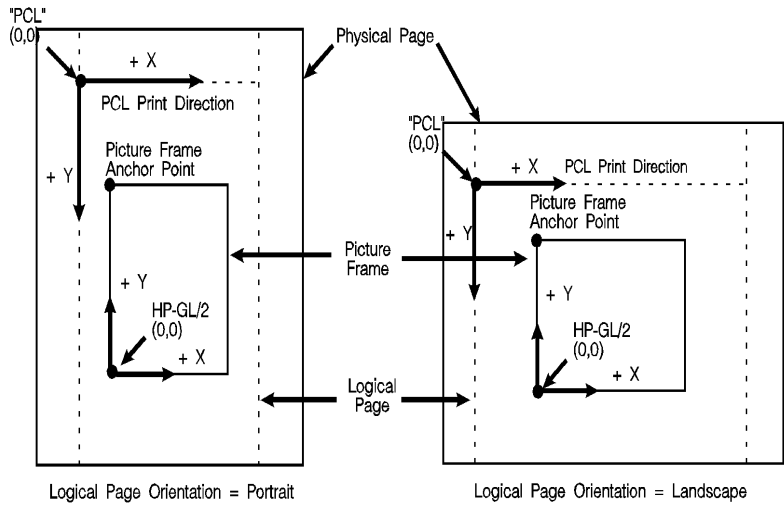 "PCL"
(0,0)
+ X
PCL Print Direction
+ Y
Picture Frame
Anchor Point
+ Y
HP-GL/2
(0,0)
+ X
Logical Page Orientation = Portrait
Physical Page
Picture
Frame
Logical
Page
"PCL"
(0,0)
+ X PCL Print Direction
Picture Frame
Anchor Point
+ Y
+ Y
HP-GL/2
(0,0)
+ X
Logical Page Orientation = Landscape